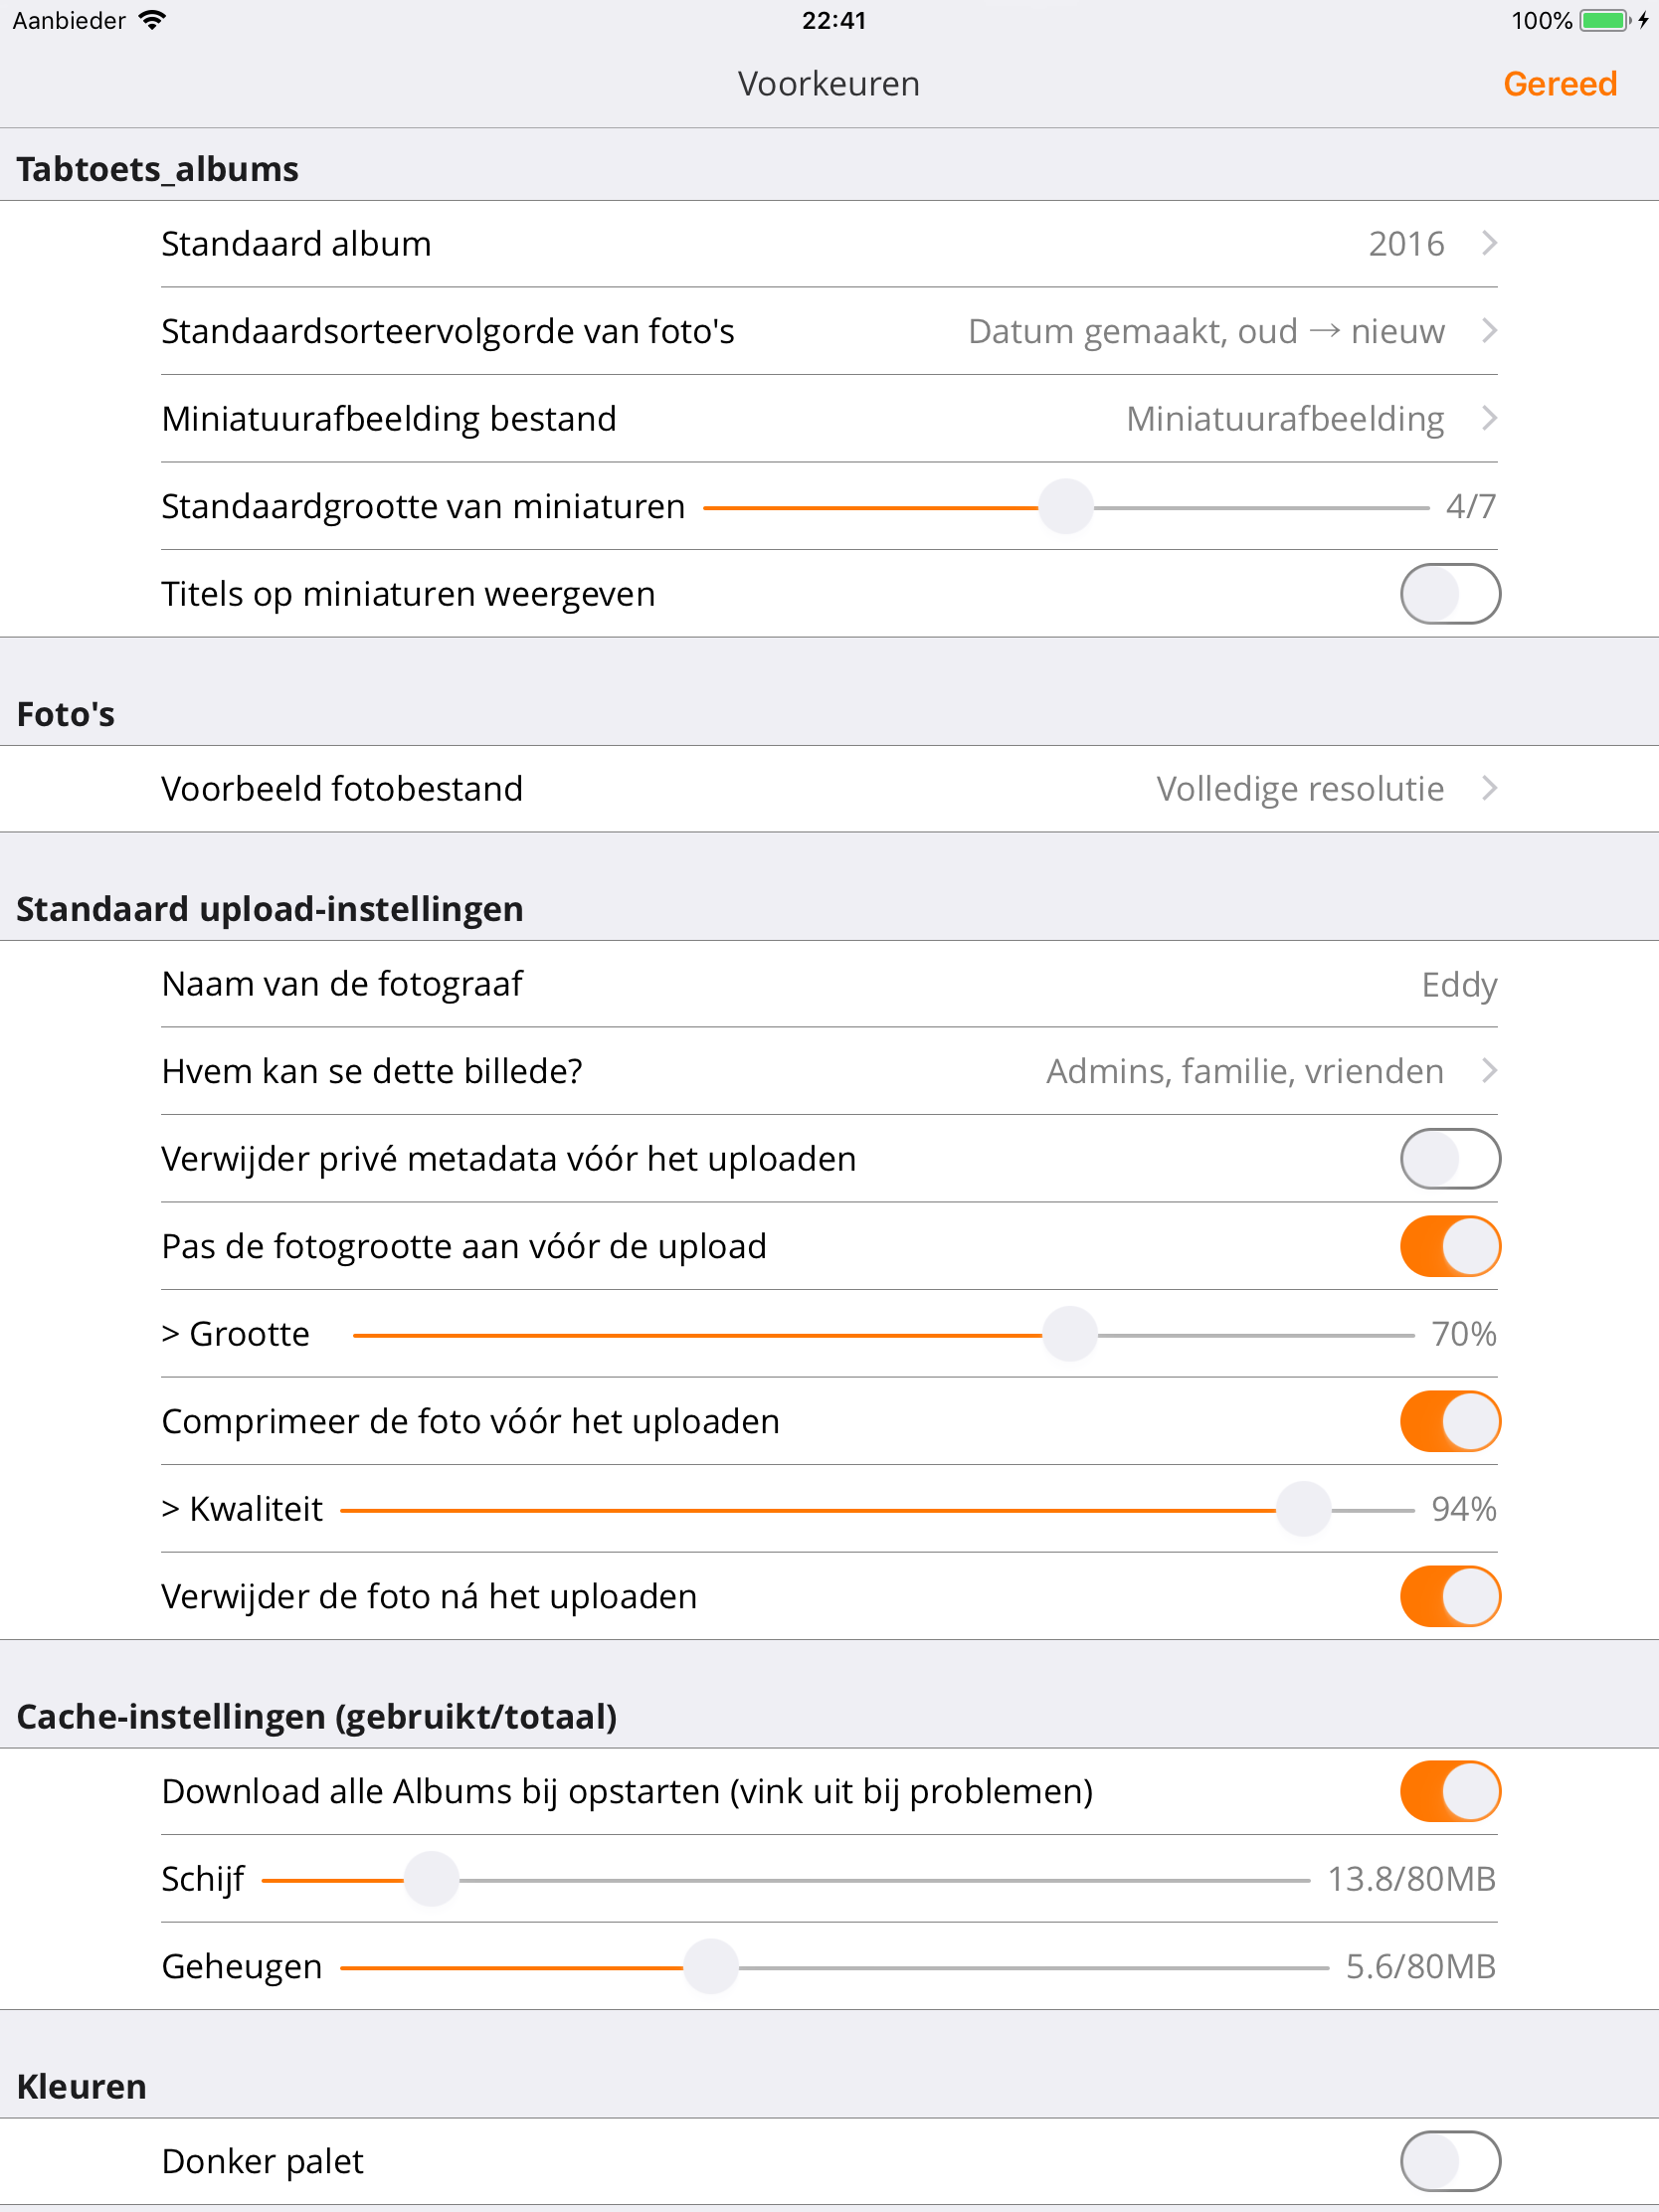 Aanbieder 22:41 100%
Voorkeuren Gereed
Tabtoets_albums
Standaard album 2016
Standaardsorteervolgorde van foto's Datum gemaakt, oud → nieuw
Miniatuurafbeelding bestand Miniatuurafbeelding
Standaardgrootte van miniaturen 4/7
Titels op miniaturen weergeven
Foto's
Voorbeeld fotobestand Volledige resolutie
Standaard upload-instellingen
Naam van de fotograaf Eddy
Hvem kan se dette billede? Admins, familie, vrienden
Verwijder privé metadata vóór het uploaden
Pas de fotogrootte aan vóór de upload
> Grootte 70%
Comprimeer de foto vóór het uploaden
> Kwaliteit 94%
Verwijder de foto ná het uploaden
Cache-instellingen (gebruikt/totaal)
Download alle Albums bij opstarten (vink uit bij problemen)
Schijf 13.8/80MB
Geheugen 5.6/80MB
Kleuren
Donker palet